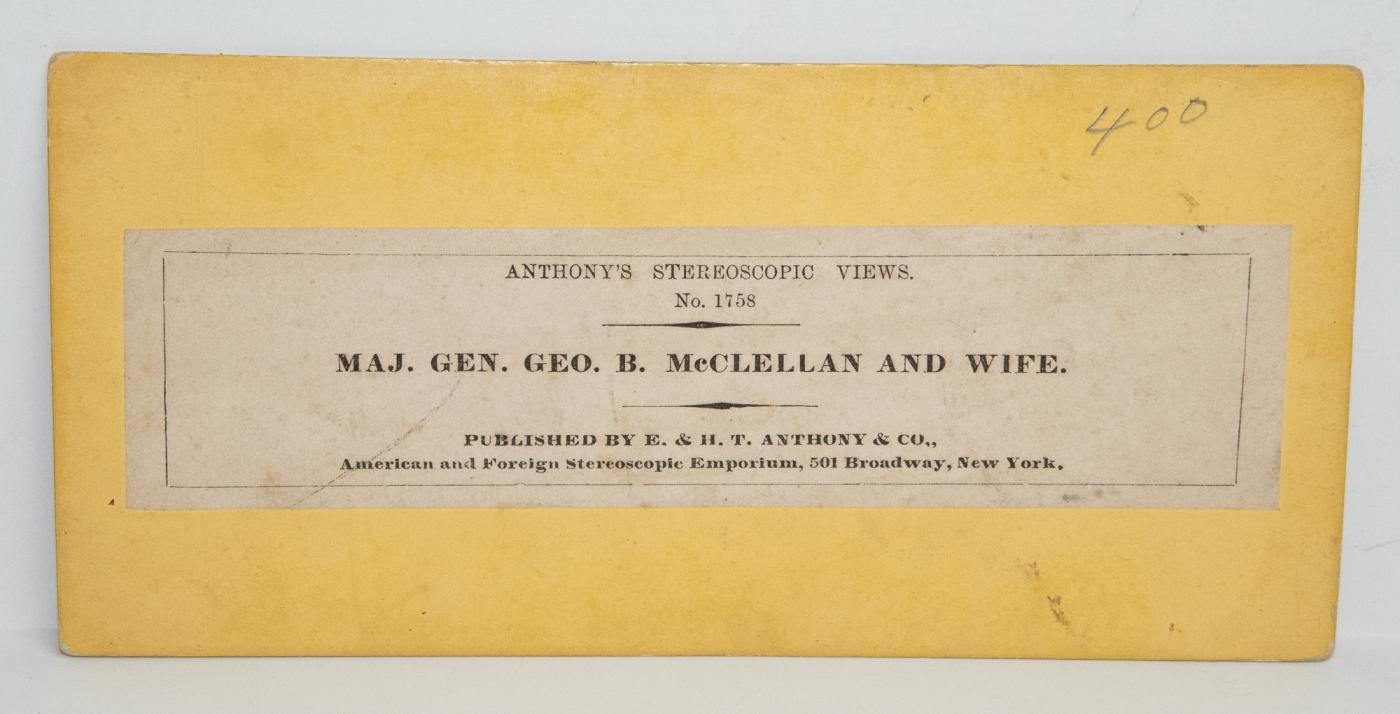 400
ANTHONY'S STEREOSCOPIC VIEWS.
No. 1758
MAJ. GEN. GEO. B. McCLELLAN AND WIFE.
PUBLISHED BY E. & H. T. ANTHONY & CO.,
American and Foreign Stereoscopic Emporium, 501 Broadway, New York.